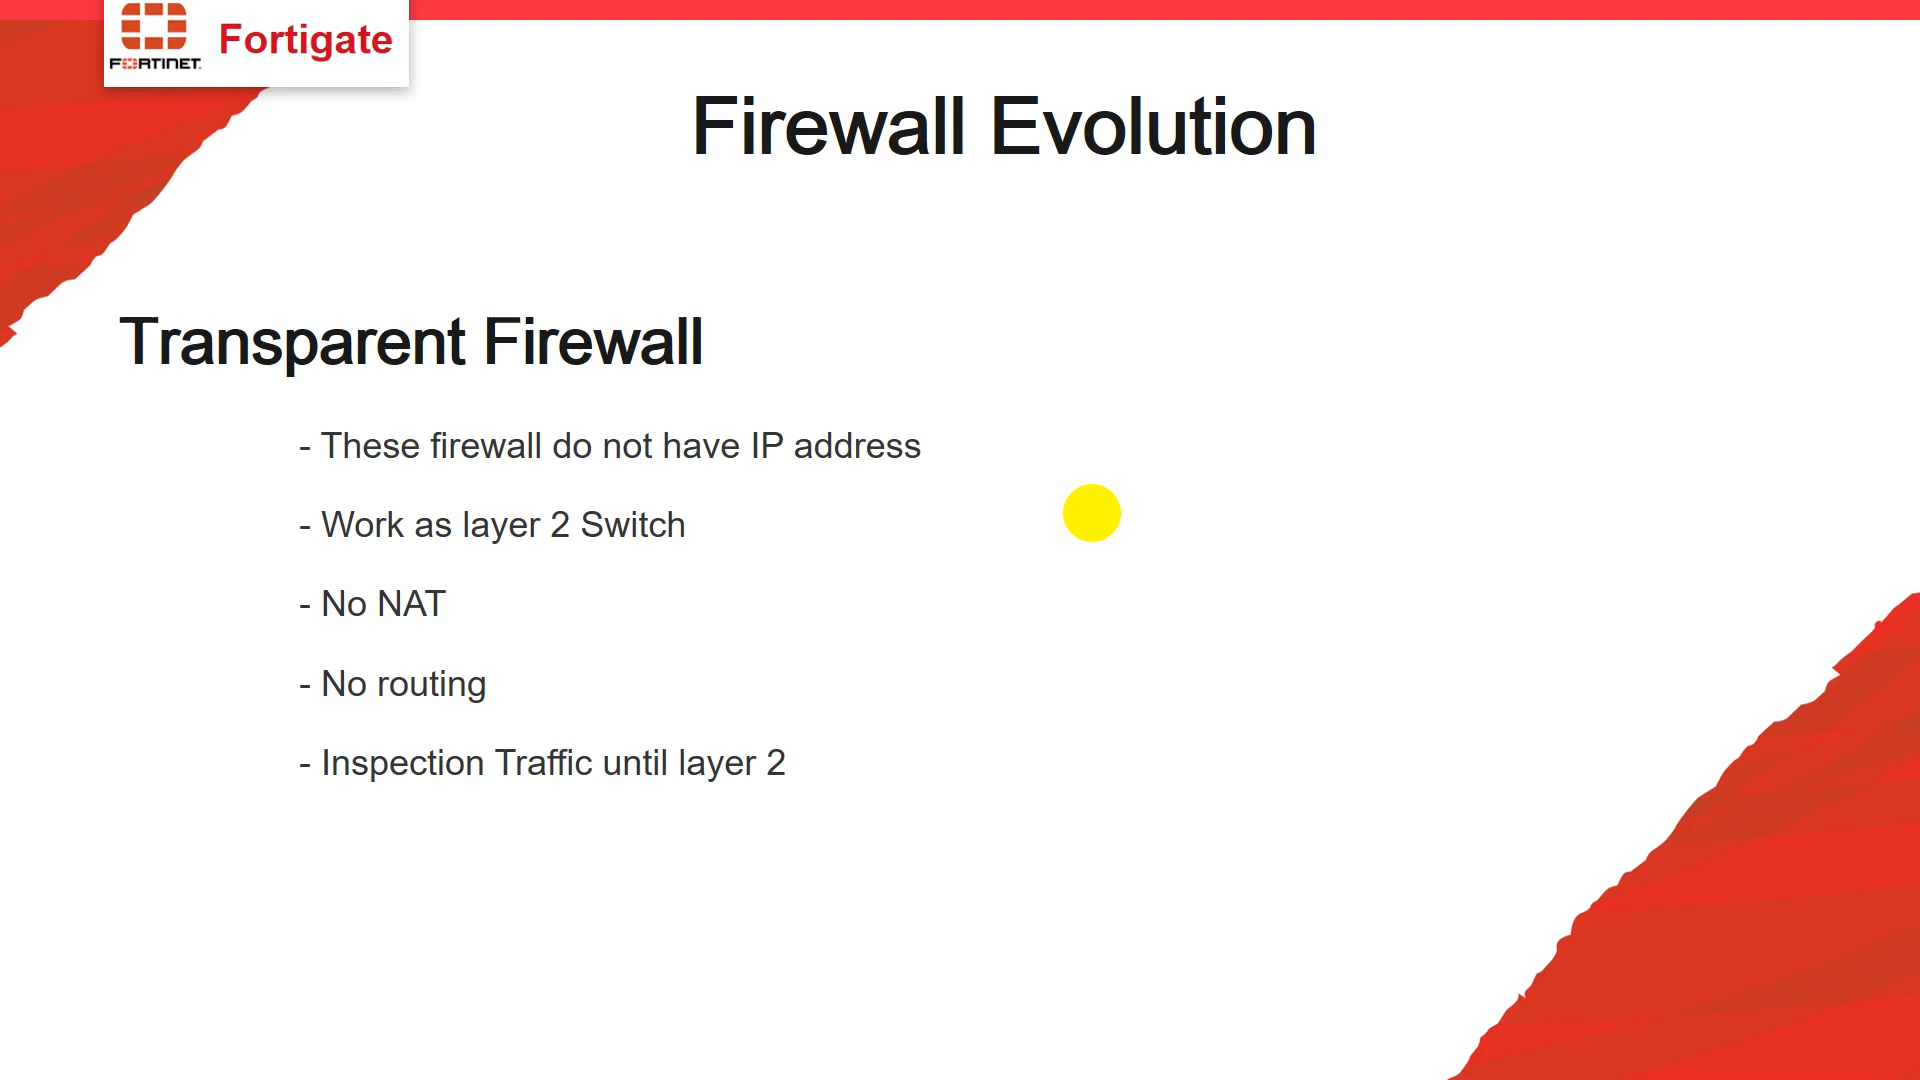 FORTINET
Fortigate
Firewall Evolution
Transparent Firewall
- These firewall do not have IP address
- Work as layer 2 Switch
- No NAT
- No routing
- Inspection Traffic until layer 2